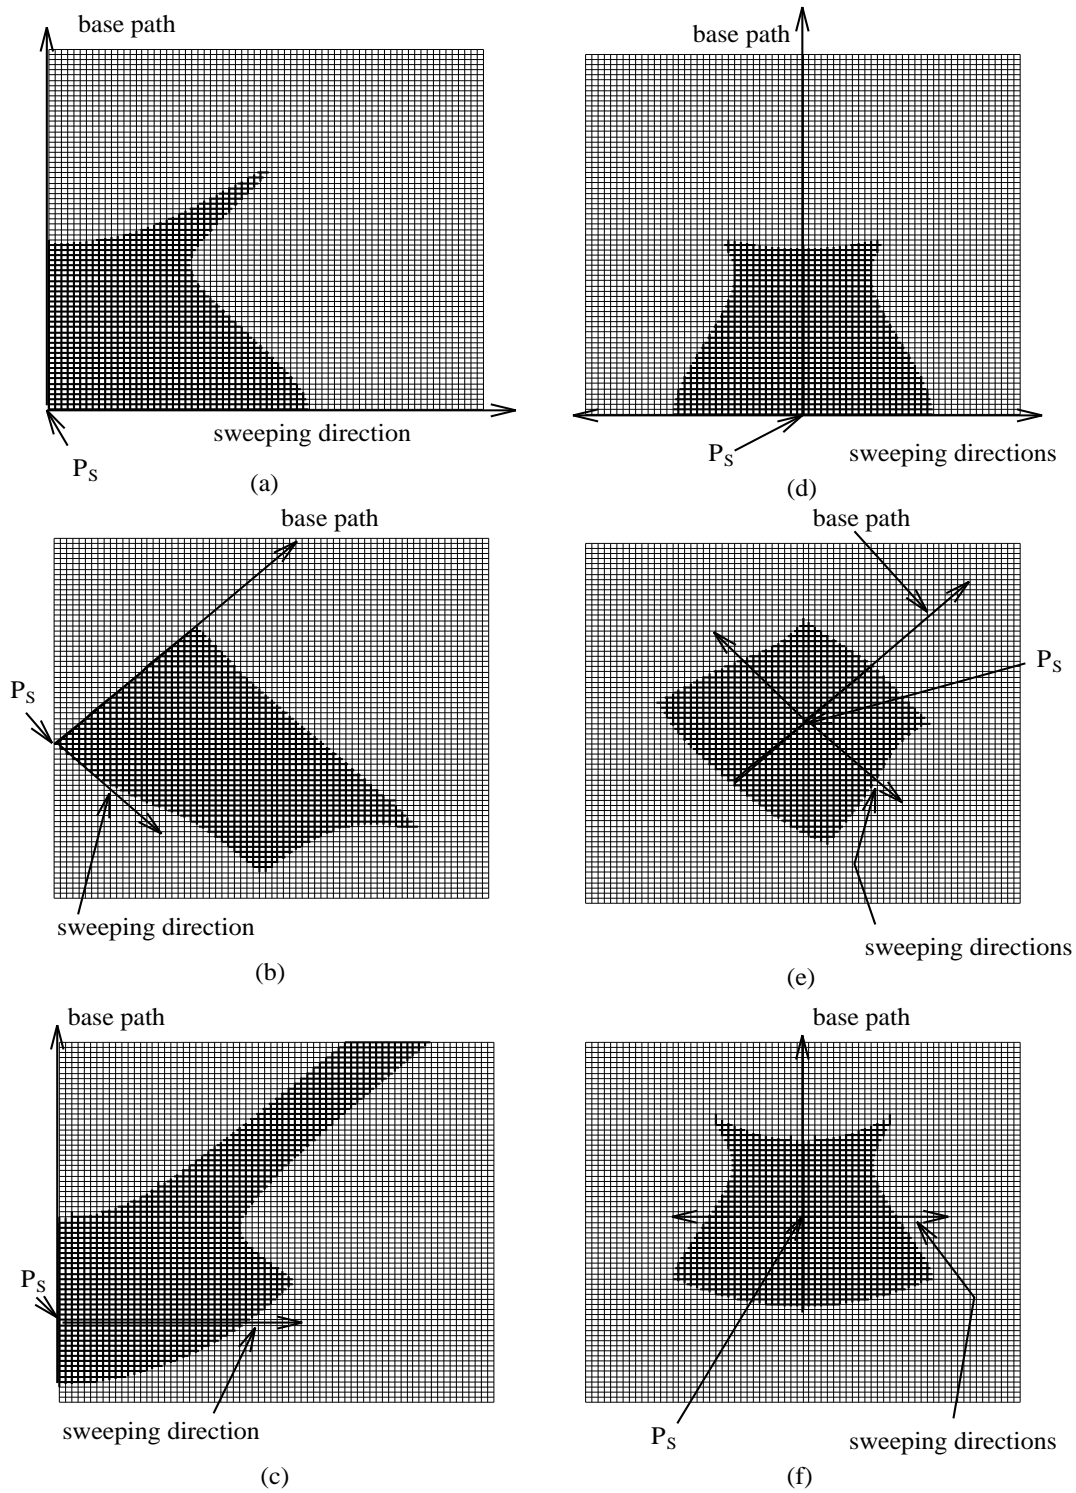 base path
sweeping direction
P_S
(a)
base path
P_S
sweeping directions
(d)
base path
P_S
sweeping direction
(b)
base path
P_S
sweeping directions
(e)
base path
P_S
sweeping direction
(c)
base path
P_S
sweeping directions
(f)